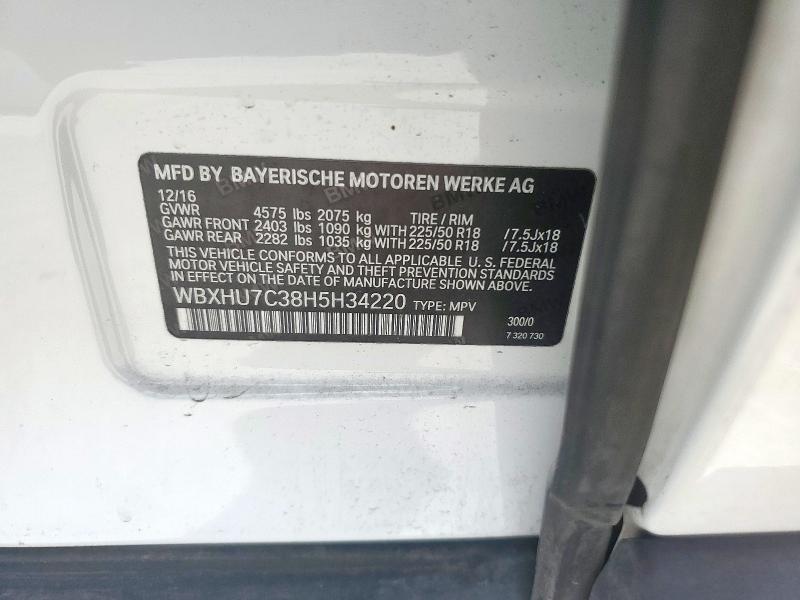 MFD BY BAYERISCHE MOTOREN WERKE AG
12/16
GVWR 4575 lbs 2075 kg TIRE / RIM
GAWR FRONT 2403 lbs 1090 kg WITH 225/50 R18 /7.5Jx18
GAWR REAR 2282 lbs 1035 kg WITH 225/50 R18 /7.5Jx18
THIS VEHICLE CONFORMS TO ALL APPLICABLE U.S. FEDERAL
MOTOR VEHICLE SAFETY AND THEFT PREVENTION STANDARDS
IN EFFECT ON THE DATE OF MANUFACTURE SHOWN ABOVE.
WBXHU7C38H5H34220 TYPE: MPV
300/0
7 320 730